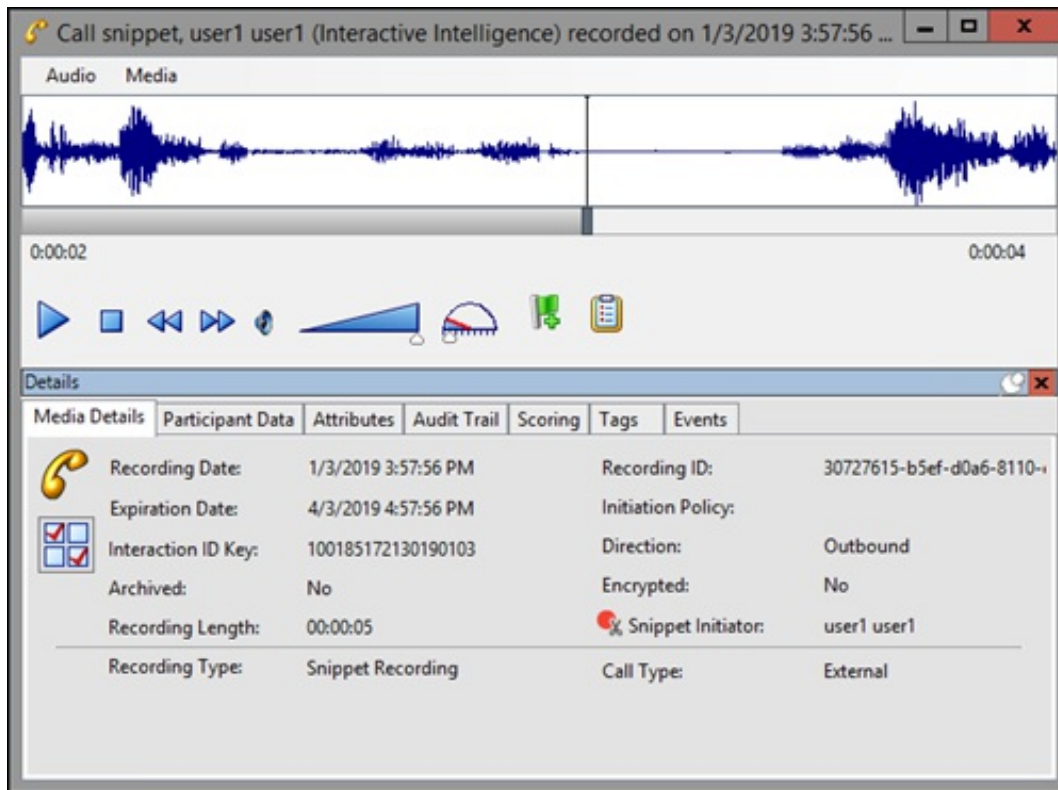 Call snippet, user1 user1 (Interactive Intelligence) recorded on 1/3/2019 3:57:56 ...
Audio Media
0:00:02 0:00:04
Details
Media Details Participant Data Attributes Audit Trail Scoring Tags Events
Recording Date: 1/3/2019 3:57:56 PM Recording ID: 30727615-b5ef-d0a6-8110-
Expiration Date: 4/3/2019 4:57:56 PM Initiation Policy:
Interaction ID Key: 100185172130190103 Direction: Outbound
Archived: No Encrypted: No
Recording Length: 00:00:05 Snippet Initiator: user1 user1
Recording Type: Snippet Recording Call Type: External